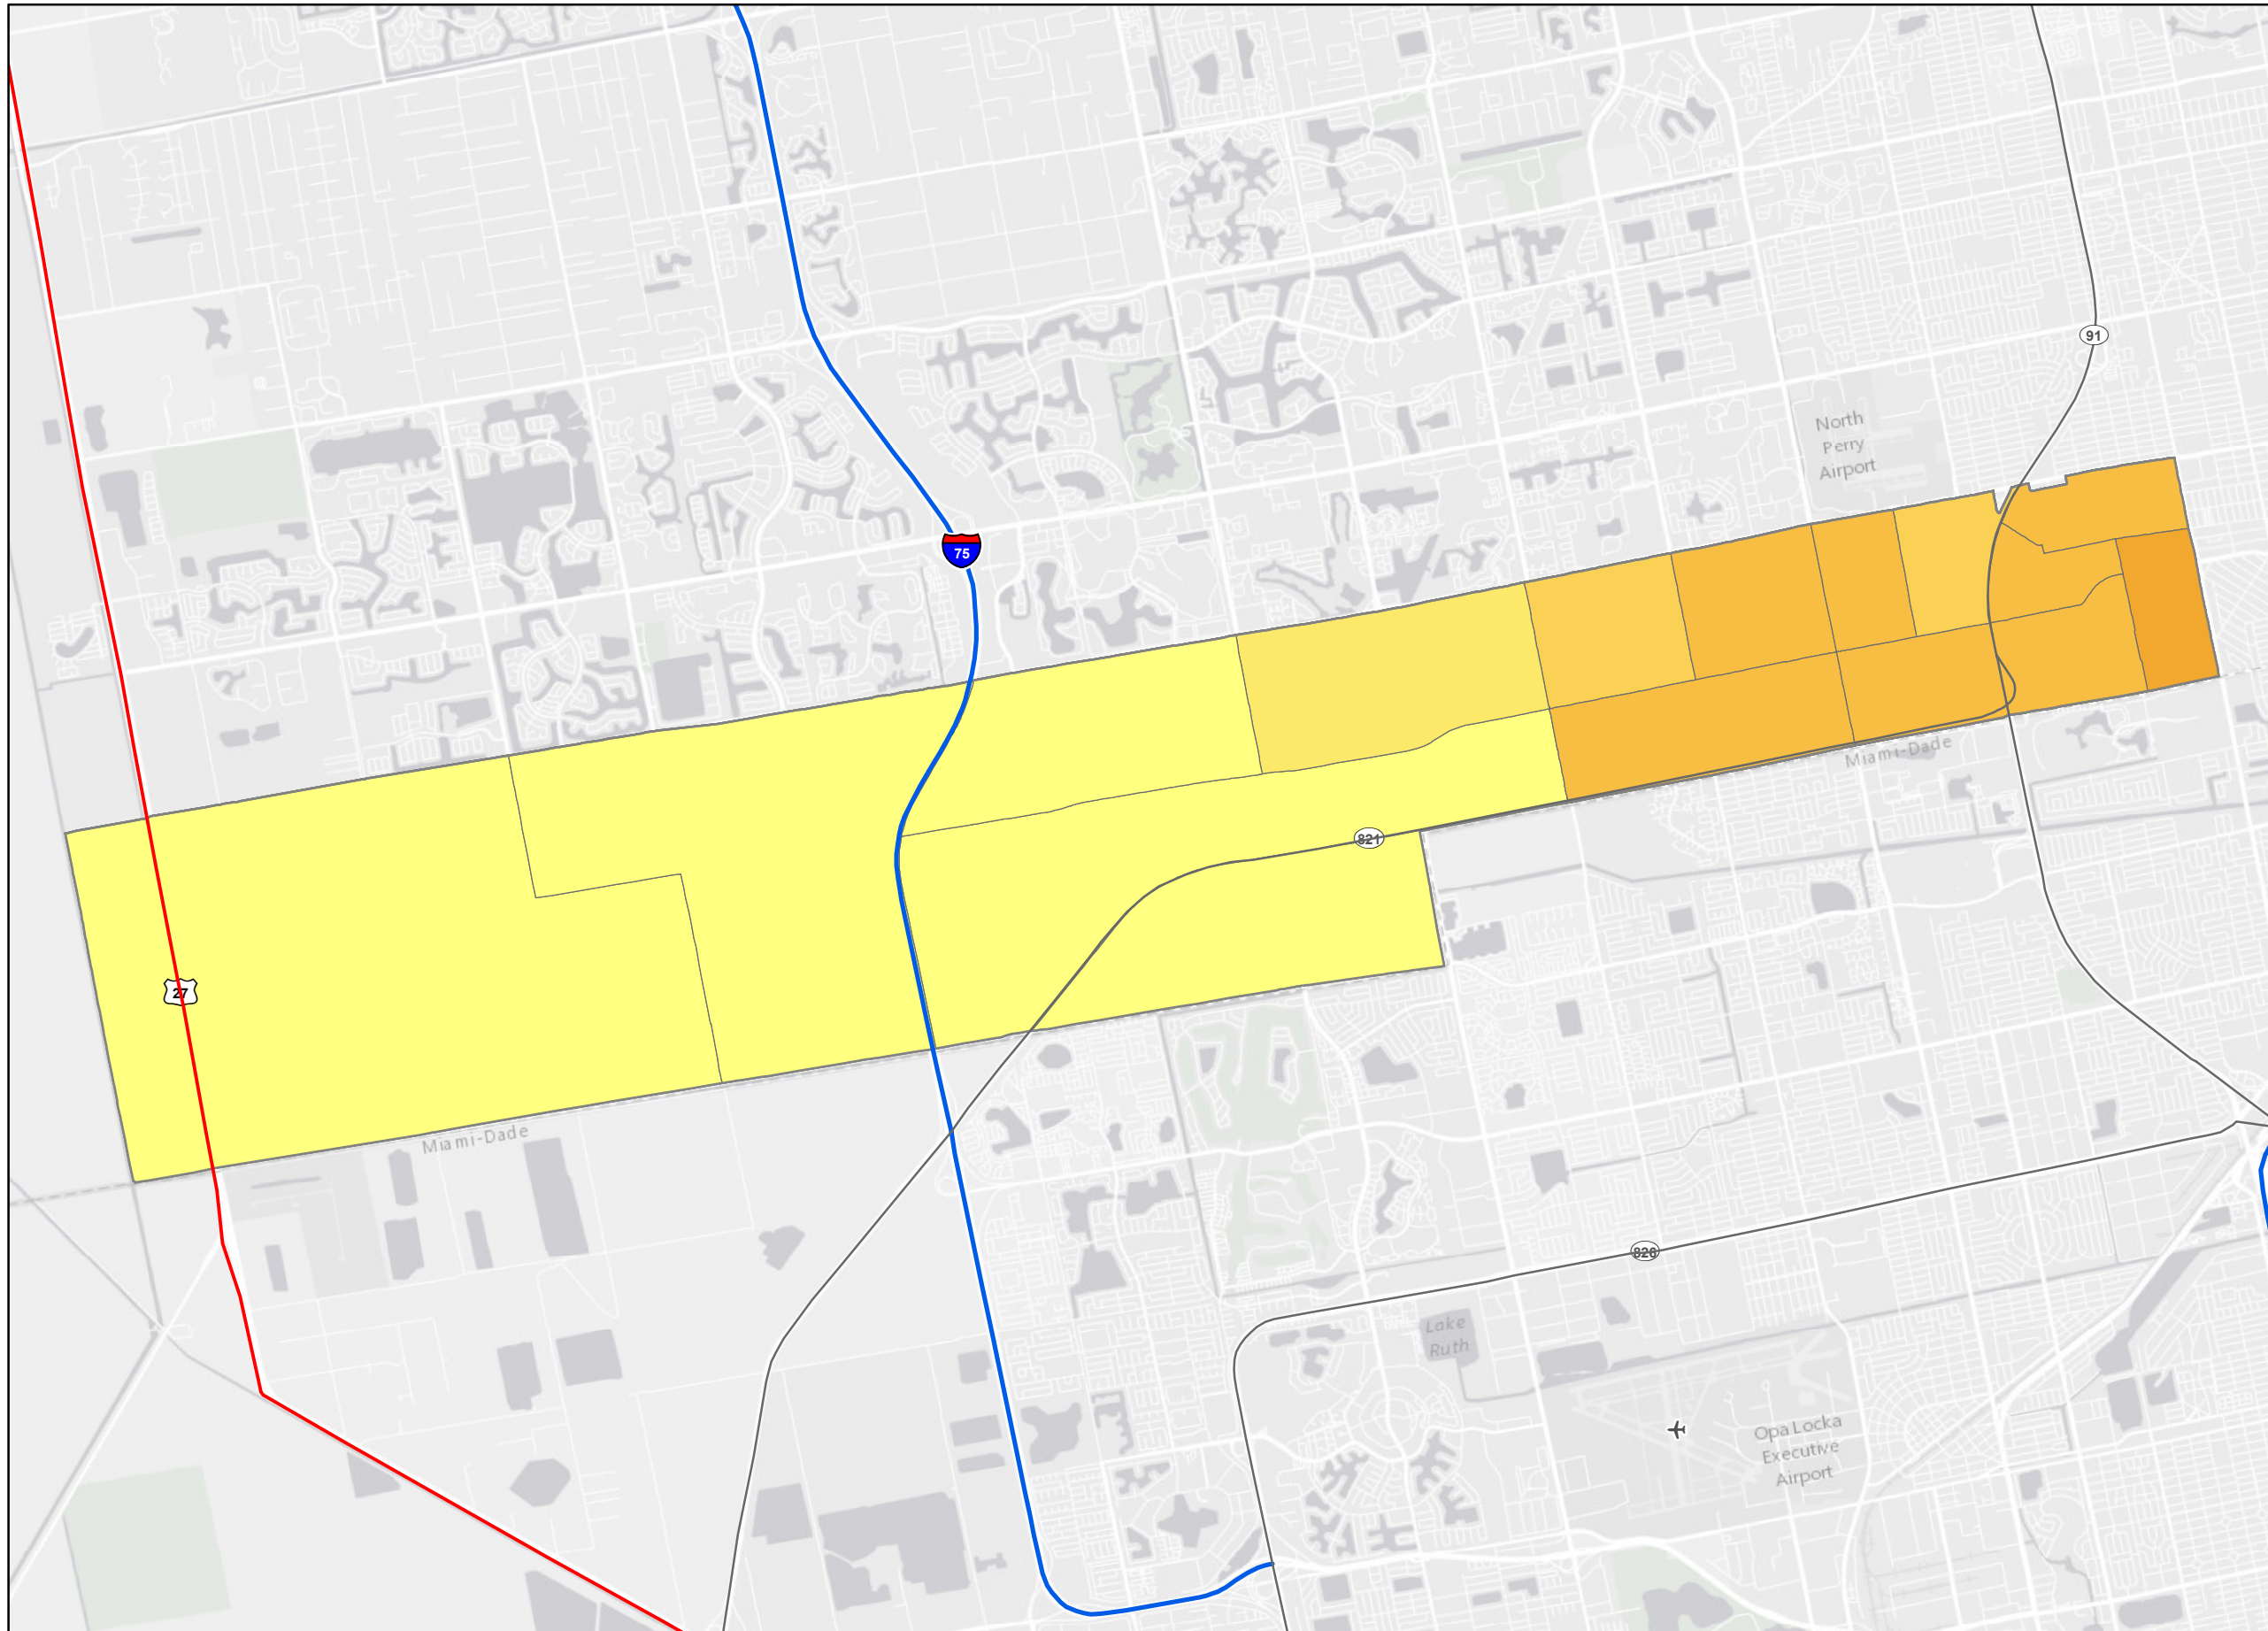 91
North
Perry
Airport
75
Miami-Dade
821
27
Miami-Dade
826
Lake
Ruth
Opa Locka
Executive
Airport